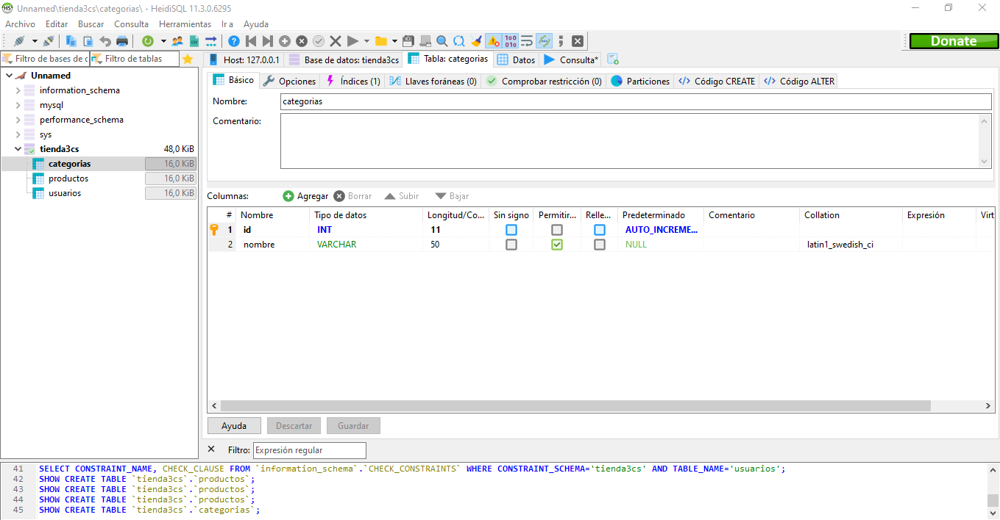 Unnamed\tienda3cs\categorias\ - HeidiSQL 11.3.0.6295
Archivo Editar Buscar Consulta Herramientas Ir a Ayuda
Donate
Filtro de bases de d Filtro de tablas
Host: 127.0.0.1 Base de datos: tienda3cs Tabla: categorias Datos Consulta*
Unnamed
information_schema
mysql
performance_schema
sys
tienda3cs 48,0 KiB
categorias 16,0 KiB
productos 16,0 KiB
usuarios 16,0 KiB
Básico Opciones Índices (1) Llaves foráneas (0) Comprobar restricción (0) Particiones Código CREATE Código ALTER
Nombre: categorias
Comentario:
Columnas: Agregar Borrar Subir Bajar
# Nombre Tipo de datos Longitud/Co... Sin signo Permitir... Relle... Predeterminado Comentario Collation Expresión Virt
1 id INT 11 AUTO_INCREME...
2 nombre VARCHAR 50 NULL latin1_swedish_ci
Ayuda Descartar Guardar
Filtro: Expresión regular
41 SELECT CONSTRAINT_NAME, CHECK_CLAUSE FROM `information_schema`.`CHECK_CONSTRAINTS` WHERE CONSTRAINT_SCHEMA='tienda3cs' AND TABLE_NAME='usuarios';
42 SHOW CREATE TABLE `tienda3cs`.`productos`;
43 SHOW CREATE TABLE `tienda3cs`.`productos`;
44 SHOW CREATE TABLE `tienda3cs`.`productos`;
45 SHOW CREATE TABLE `tienda3cs`.`categorias`;